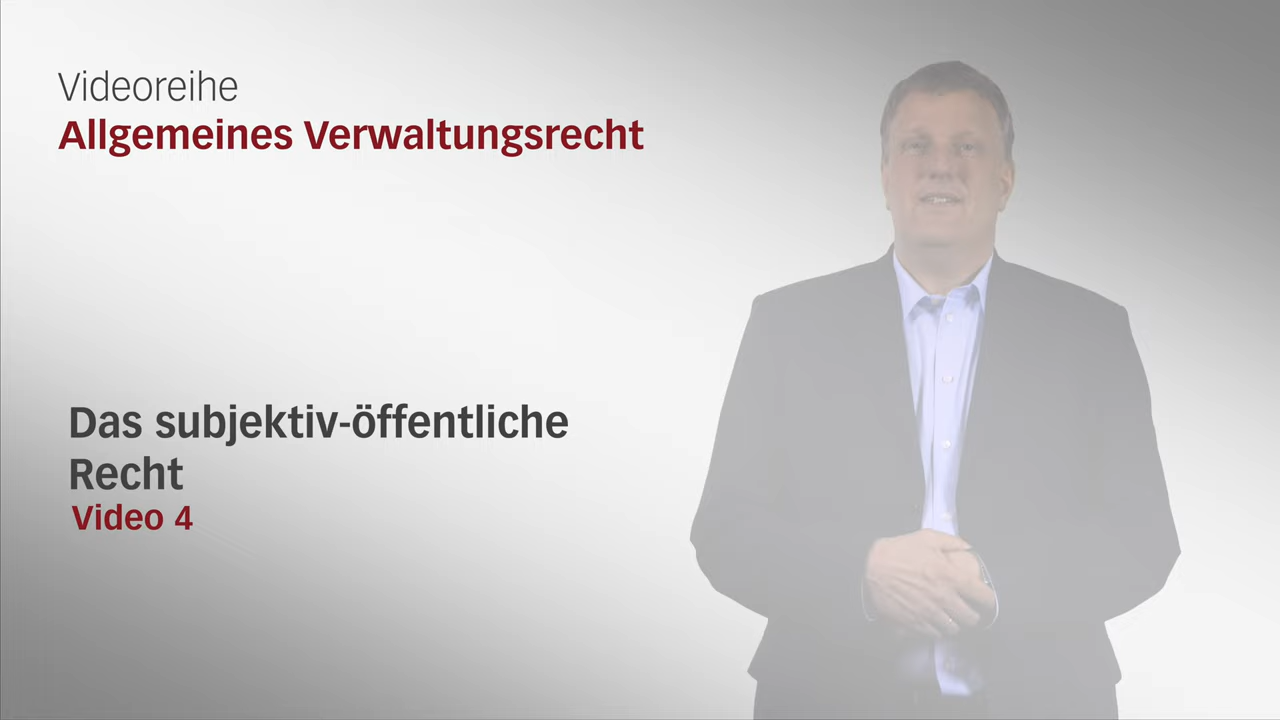 Videoreihe
Allgemeines Verwaltungsrecht
Das subjektiv-öffentliche
Recht
Video 4